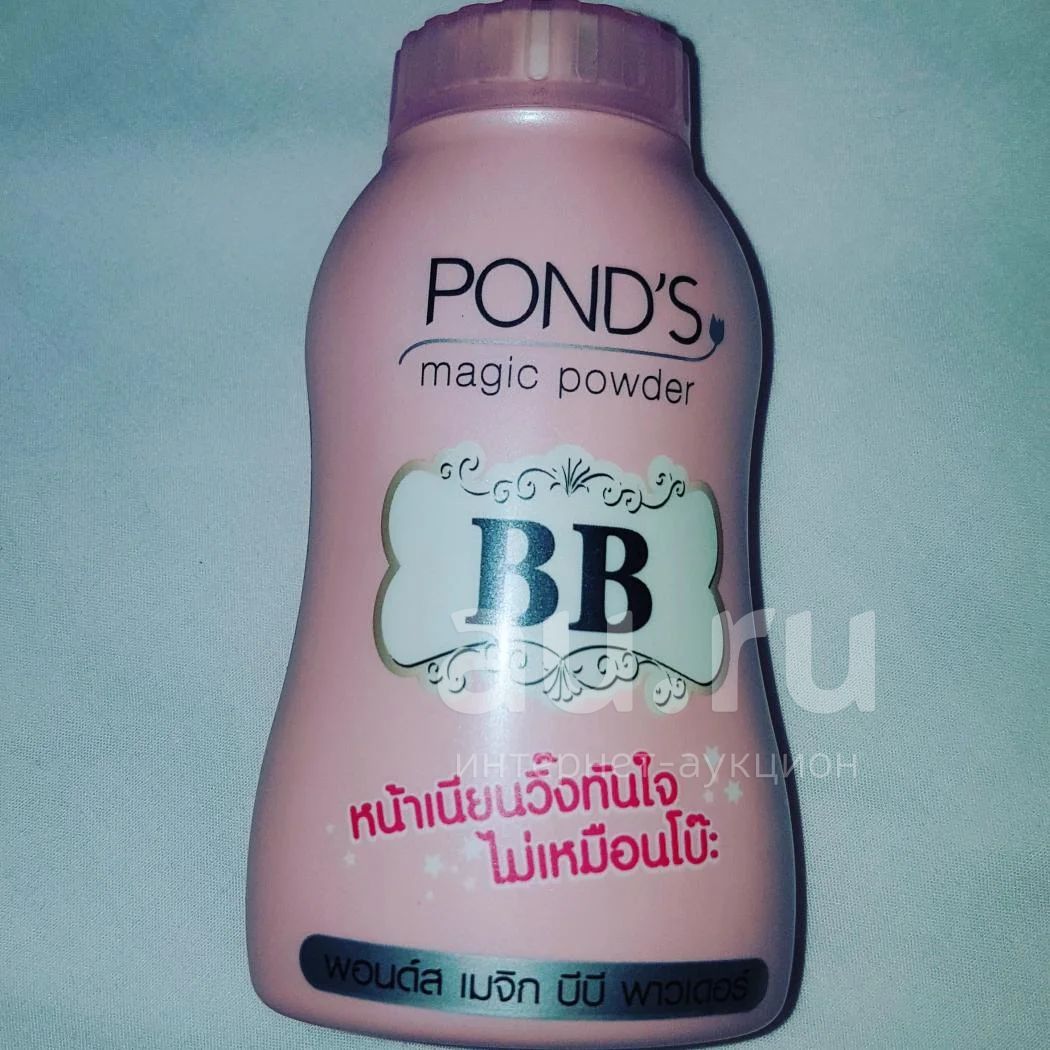 POND'S
magic powder
BB
au.ru
интернет-аукцион
หน้าเนียนวิ๊งทันใจ
ไม่เหมือนโบ๊ะ
พอนด์ส เมจิก บีบี พาวเดอร์